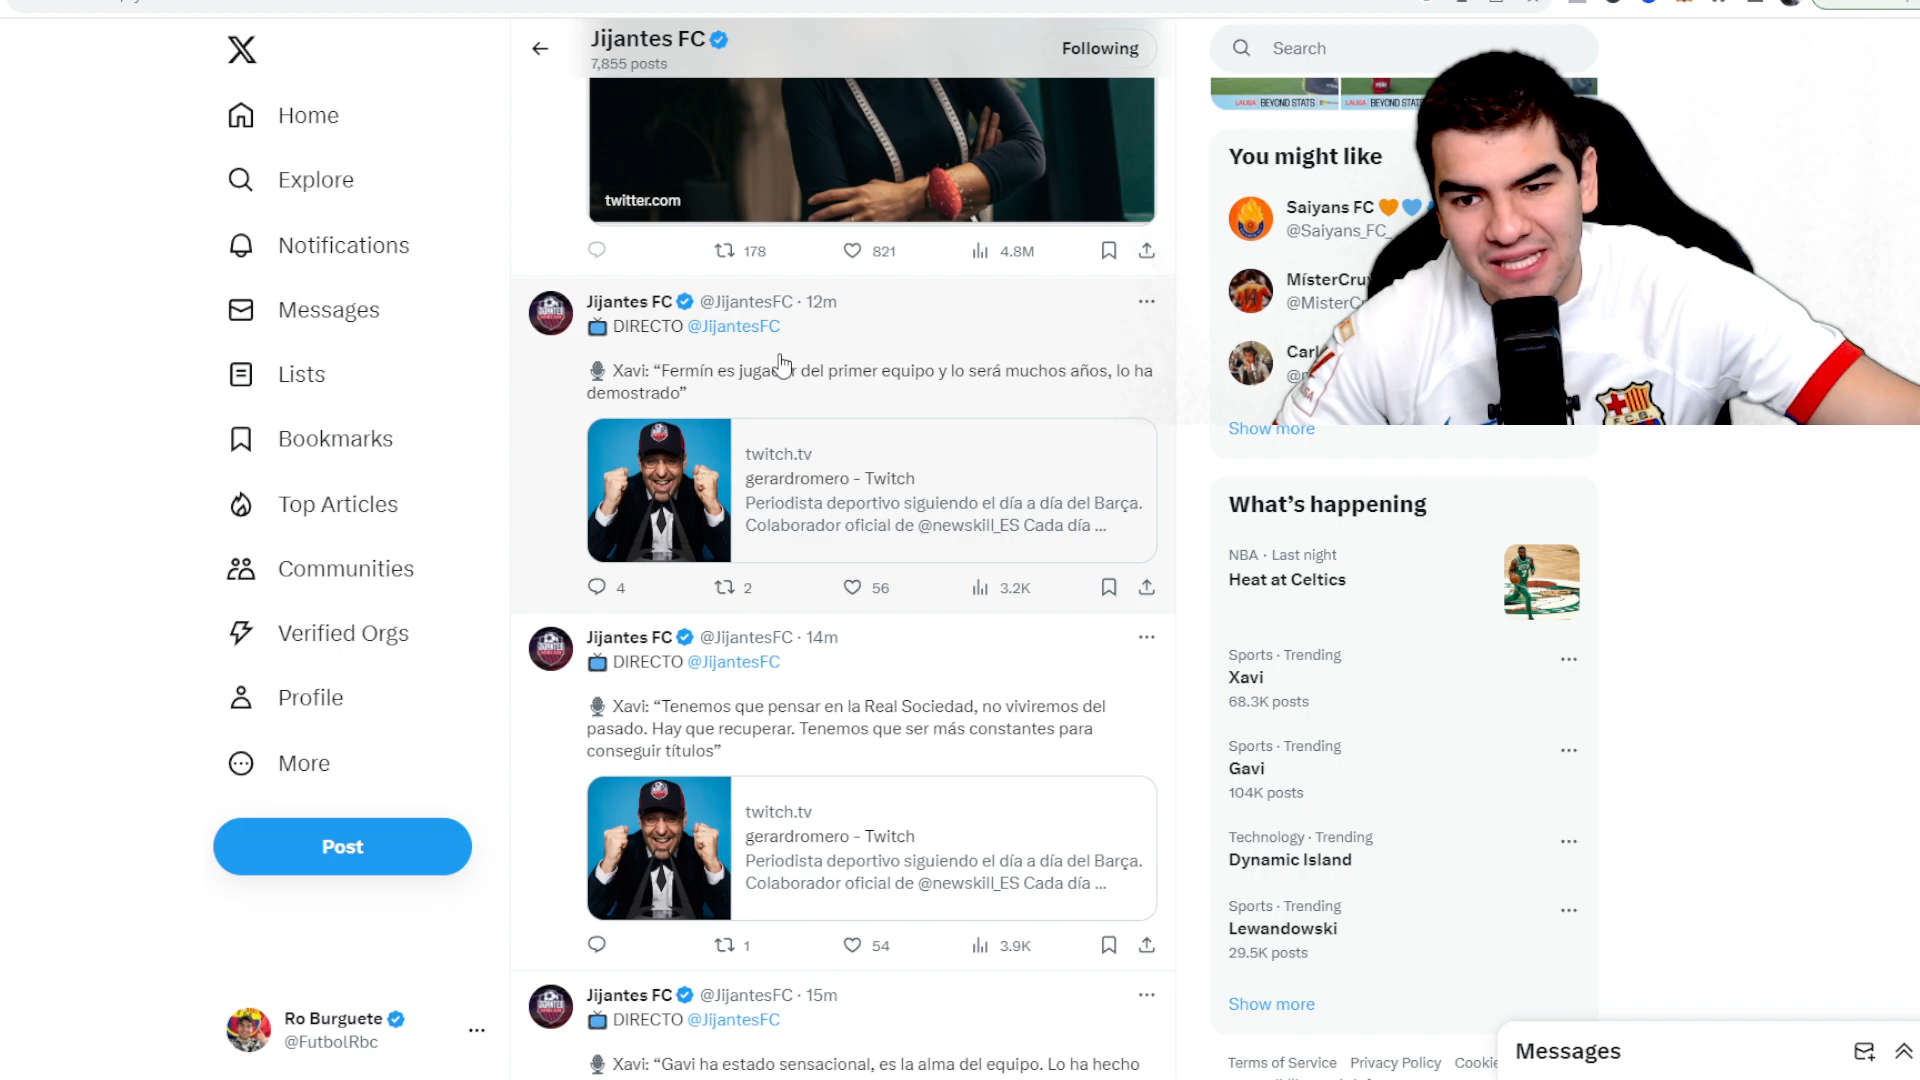 Jijantes FC
7,855 posts
Following
Search
Home
Explore
Notifications
Messages
Lists
Bookmarks
Top Articles
Communities
Verified Orgs
Profile
More
Post
Ro Burguete
@FutbolRbc
twitter.com
178 821 4.8M
Jijantes FC @JijantesFC · 12m
DIRECTO @JijantesFC
Xavi: “Fermín es jugador del primer equipo y lo será muchos años, lo ha
demostrado”
twitch.tv
gerardromero - Twitch
Periodista deportivo siguiendo el día a día del Barça.
Colaborador oficial de @newskill_ES Cada día ...
4 2 56 3.2K
Jijantes FC @JijantesFC · 14m
DIRECTO @JijantesFC
Xavi: “Tenemos que pensar en la Real Sociedad, no viviremos del
pasado. Hay que recuperar. Tenemos que ser más constantes para
conseguir títulos”
twitch.tv
gerardromero - Twitch
Periodista deportivo siguiendo el día a día del Barça.
Colaborador oficial de @newskill_ES Cada día ...
1 54 3.9K
Jijantes FC @JijantesFC · 15m
DIRECTO @JijantesFC
Xavi: “Gavi ha estado sensacional, es la alma del equipo. Lo ha hecho
LALIGA BEYOND STATS LALIGA BEYOND STATS
You might like
Saiyans FC
@Saiyans_FC_
MísterCru
@MisterCr
Carl
Show more
What’s happening
NBA · Last night
Heat at Celtics
Sports · Trending
Xavi
68.3K posts
Sports · Trending
Gavi
104K posts
Technology · Trending
Dynamic Island
Sports · Trending
Lewandowski
29.5K posts
Show more
Terms of Service Privacy Policy Cookie
Messages